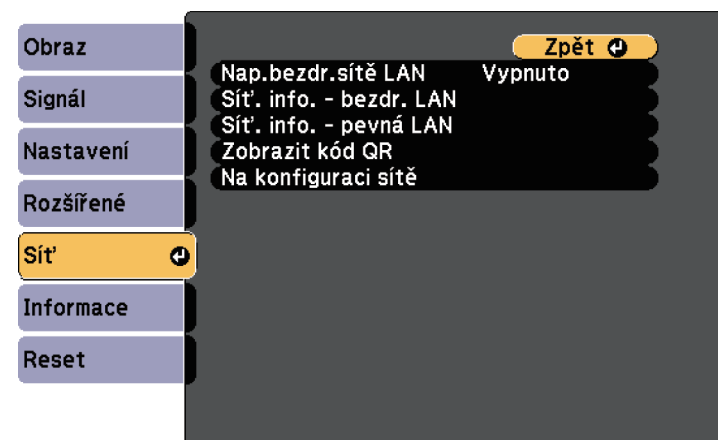 Obraz
Signál
Nastavení
Rozšířené
Síť
Informace
Reset
Zpět
Nap.bezdr.sítě LAN Vypnuto
Síť. info. - bezdr. LAN
Síť. info. - pevná LAN
Zobrazit kód QR
Na konfiguraci sítě